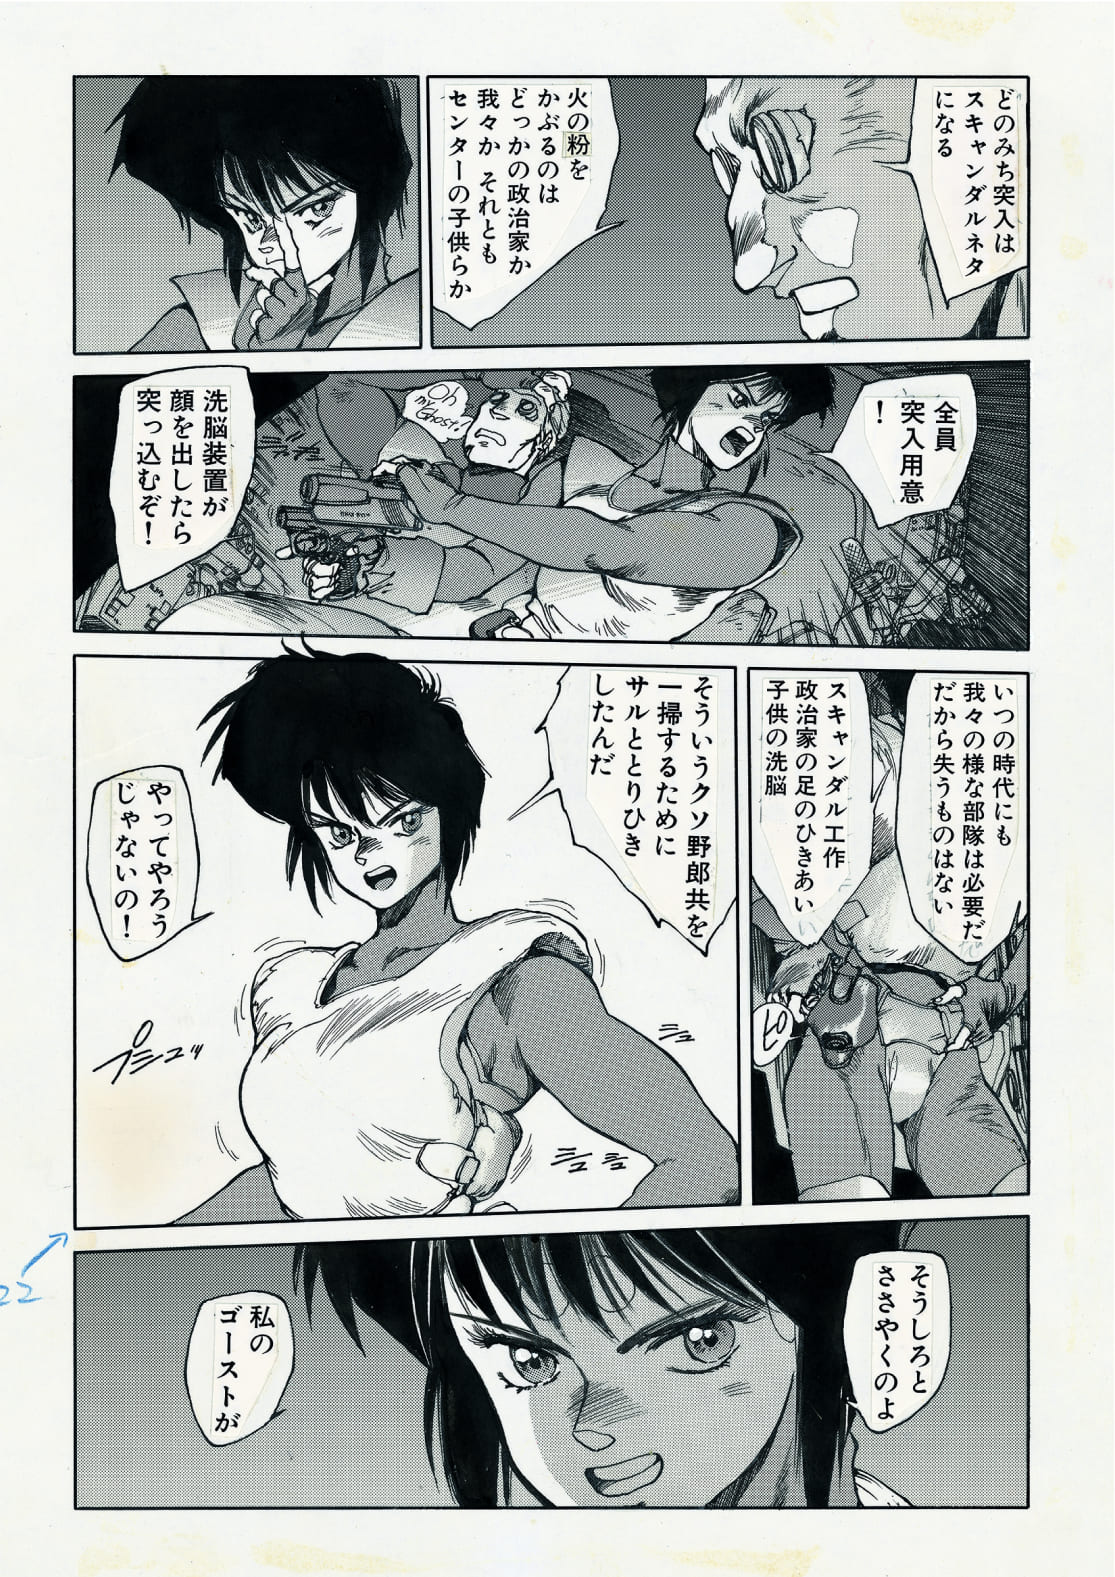 どのみち突入は
スキャンダルネタ
になる
火の粉を
かぶるのは
どっかの政治家か
我々か それとも
センターの子供らか
全員
突入用意
!
Oh
my
Ghost!
洗脳装置が
顔を出したら
突っ込むぞ!
いつの時代にも
我々の様な部隊は必要だ
だから失うものはない
スキャンダル工作
政治家の足のひきあい
子供の洗脳
ピ
そういうクソ野郎共を
一掃するために
サルととりひき
したんだ
やってやろう
じゃないの!
シュ
シュ シュ
プシュッ
そうしろと
ささやくのよ
私の
ゴーストが
22